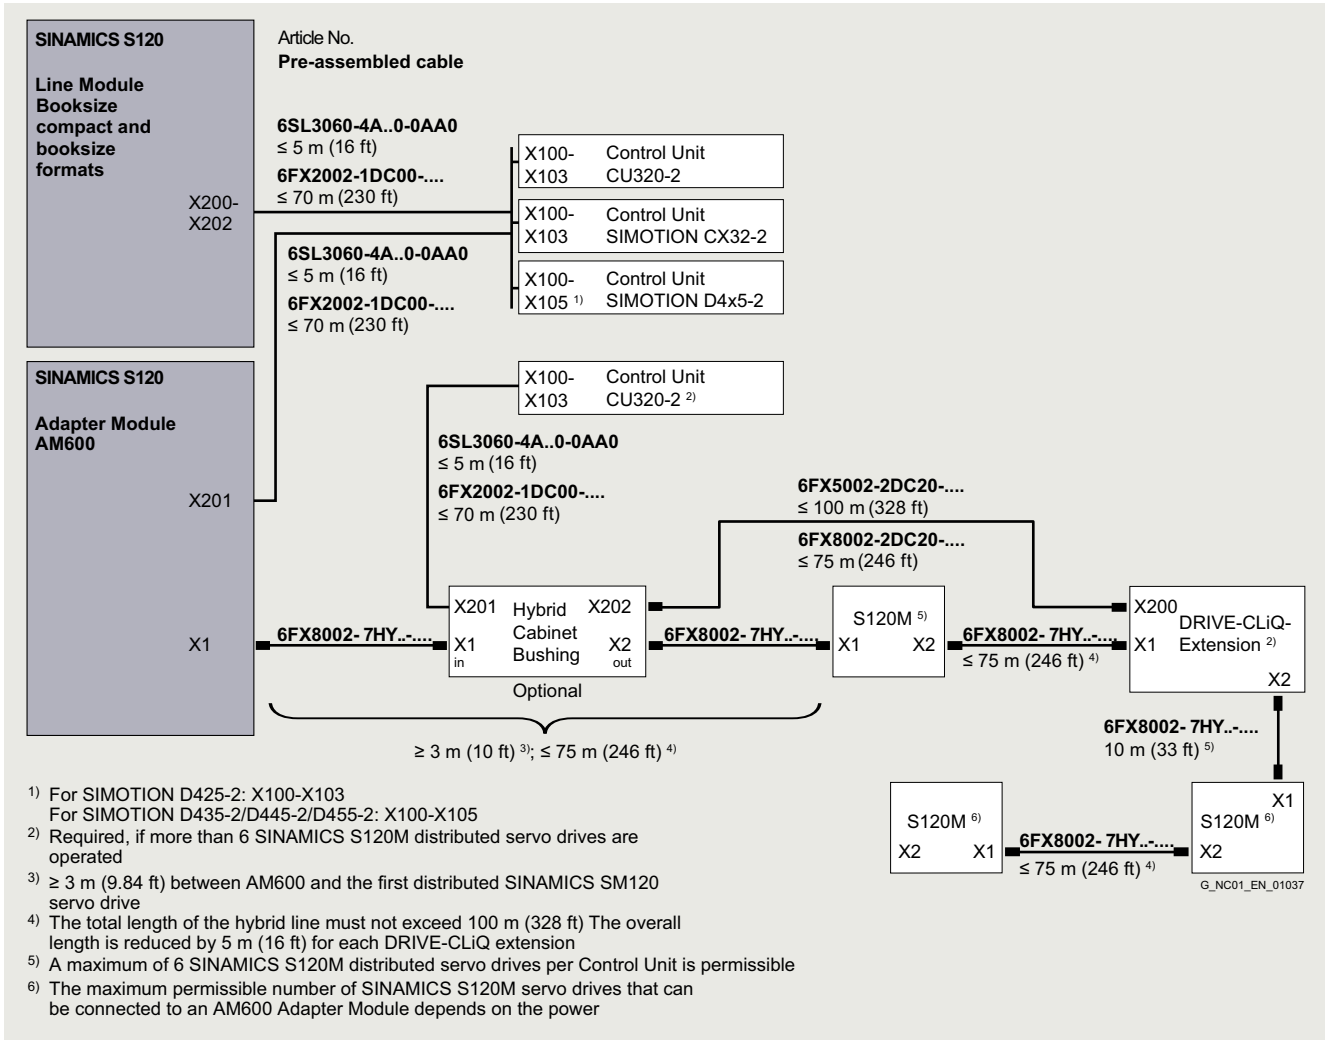 SINAMICS S120
Line Module
Booksize
compact and
booksize
formats
X200-
X202
Article No.
Pre-assembled cable
6SL3060-4A..0-0AA0
≤ 5 m (16 ft)
6FX2002-1DC00-....
≤ 70 m (230 ft)
X100- Control Unit
X103 CU320-2
X100- Control Unit
X103 SIMOTION CX32-2
X100- Control Unit
X105 1) SIMOTION D4x5-2
6SL3060-4A..0-0AA0
≤ 5 m (16 ft)
6FX2002-1DC00-....
≤ 70 m (230 ft)
SINAMICS S120
Adapter Module
AM600
X201
X1
X100- Control Unit
X103 CU320-2 2)
6SL3060-4A..0-0AA0
≤ 5 m (16 ft)
6FX2002-1DC00-....
≤ 70 m (230 ft)
6FX5002-2DC20-....
≤ 100 m (328 ft)
6FX8002-2DC20-....
≤ 75 m (246 ft)
6FX8002- 7HY..-....
X201 Hybrid X202
X1 Cabinet X2
in Bushing out
Optional
6FX8002- 7HY..-....
S120M 5)
X1 X2
6FX8002- 7HY..-....
≤ 75 m (246 ft) 4)
X200
DRIVE-CLiQ-
X1 Extension 2)
X2
≥ 3 m (10 ft) 3); ≤ 75 m (246 ft) 4)
6FX8002- 7HY..-....
10 m (33 ft) 5)
X1
S120M 6)
X2
6FX8002- 7HY..-....
≤ 75 m (246 ft) 4)
S120M 6)
X2 X1
G_NC01_EN_01037
1) For SIMOTION D425-2: X100-X103
For SIMOTION D435-2/D445-2/D455-2: X100-X105
2) Required, if more than 6 SINAMICS S120M distributed servo drives are
operated
3) ≥ 3 m (9.84 ft) between AM600 and the first distributed SINAMICS SM120
servo drive
4) The total length of the hybrid line must not exceed 100 m (328 ft) The overall
length is reduced by 5 m (16 ft) for each DRIVE-CLiQ extension
5) A maximum of 6 SINAMICS S120M distributed servo drives per Control Unit is permissible
6) The maximum permissible number of SINAMICS S120M servo drives that can
be connected to an AM600 Adapter Module depends on the power